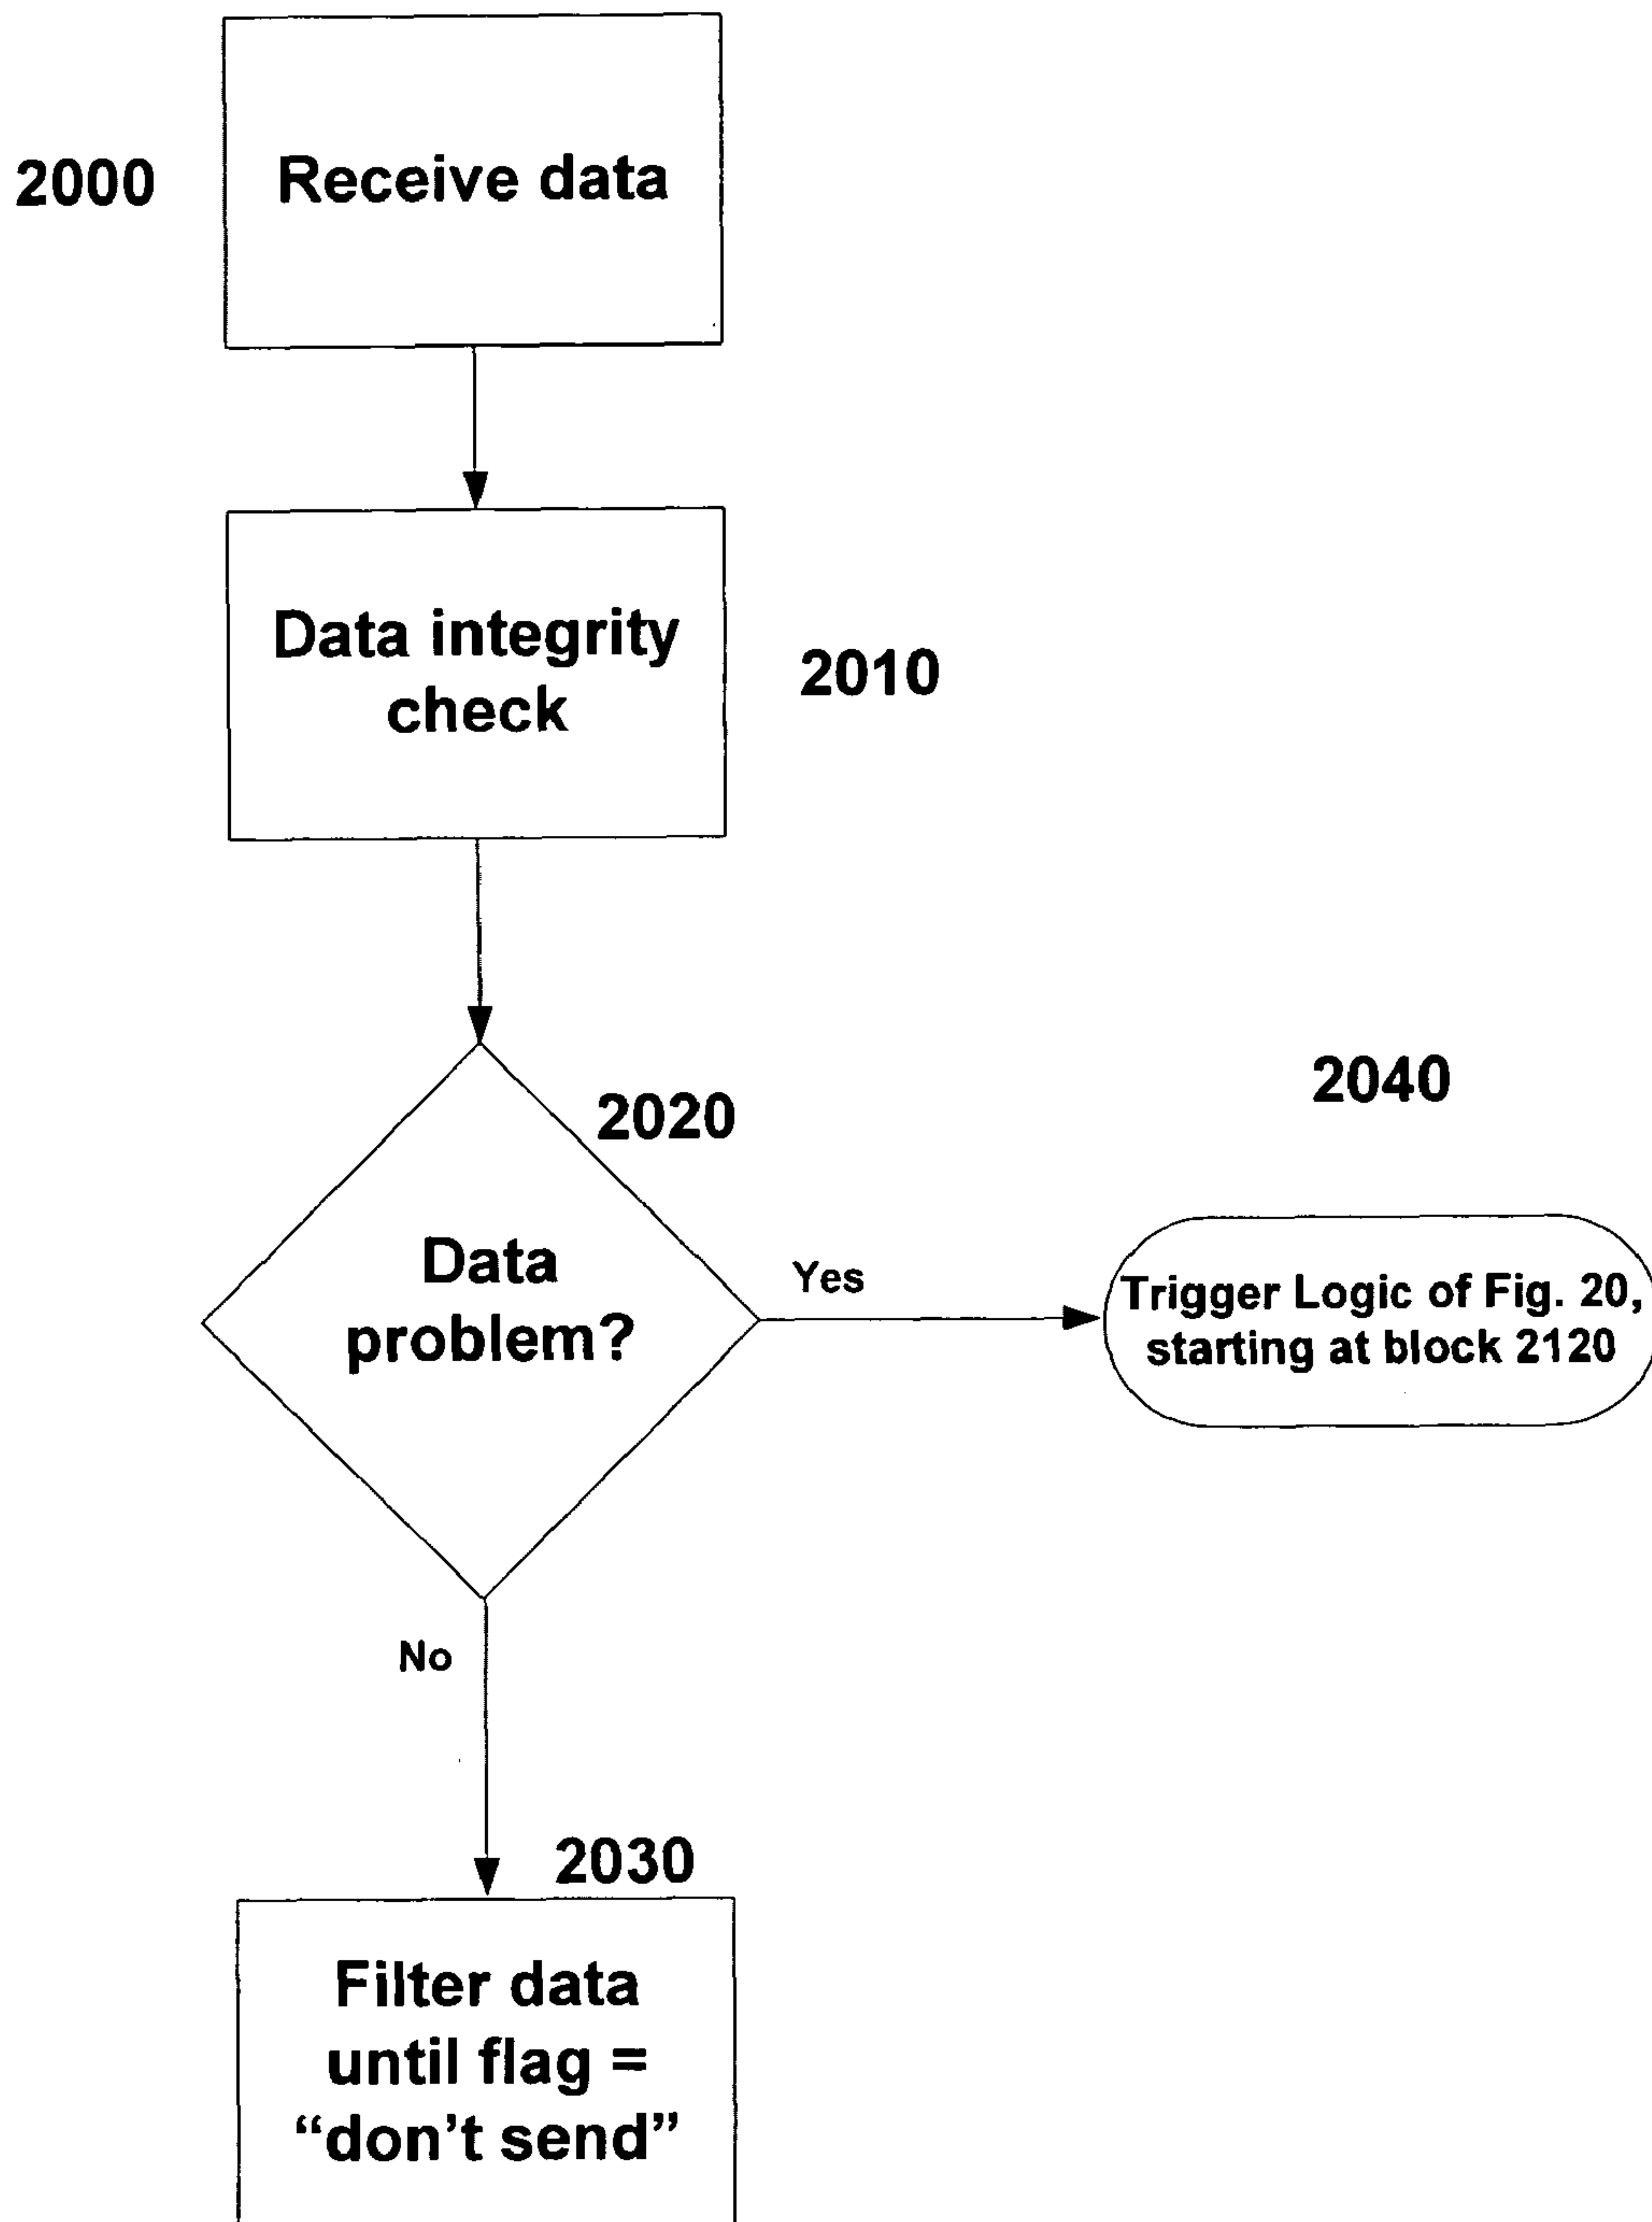 2000
Receive data
Data integrity
check
2010
2020
2040
Data
problem?
Yes
Trigger Logic of Fig. 20,
starting at block 2120
No
2030
Filter data
until flag =
“don’t send”